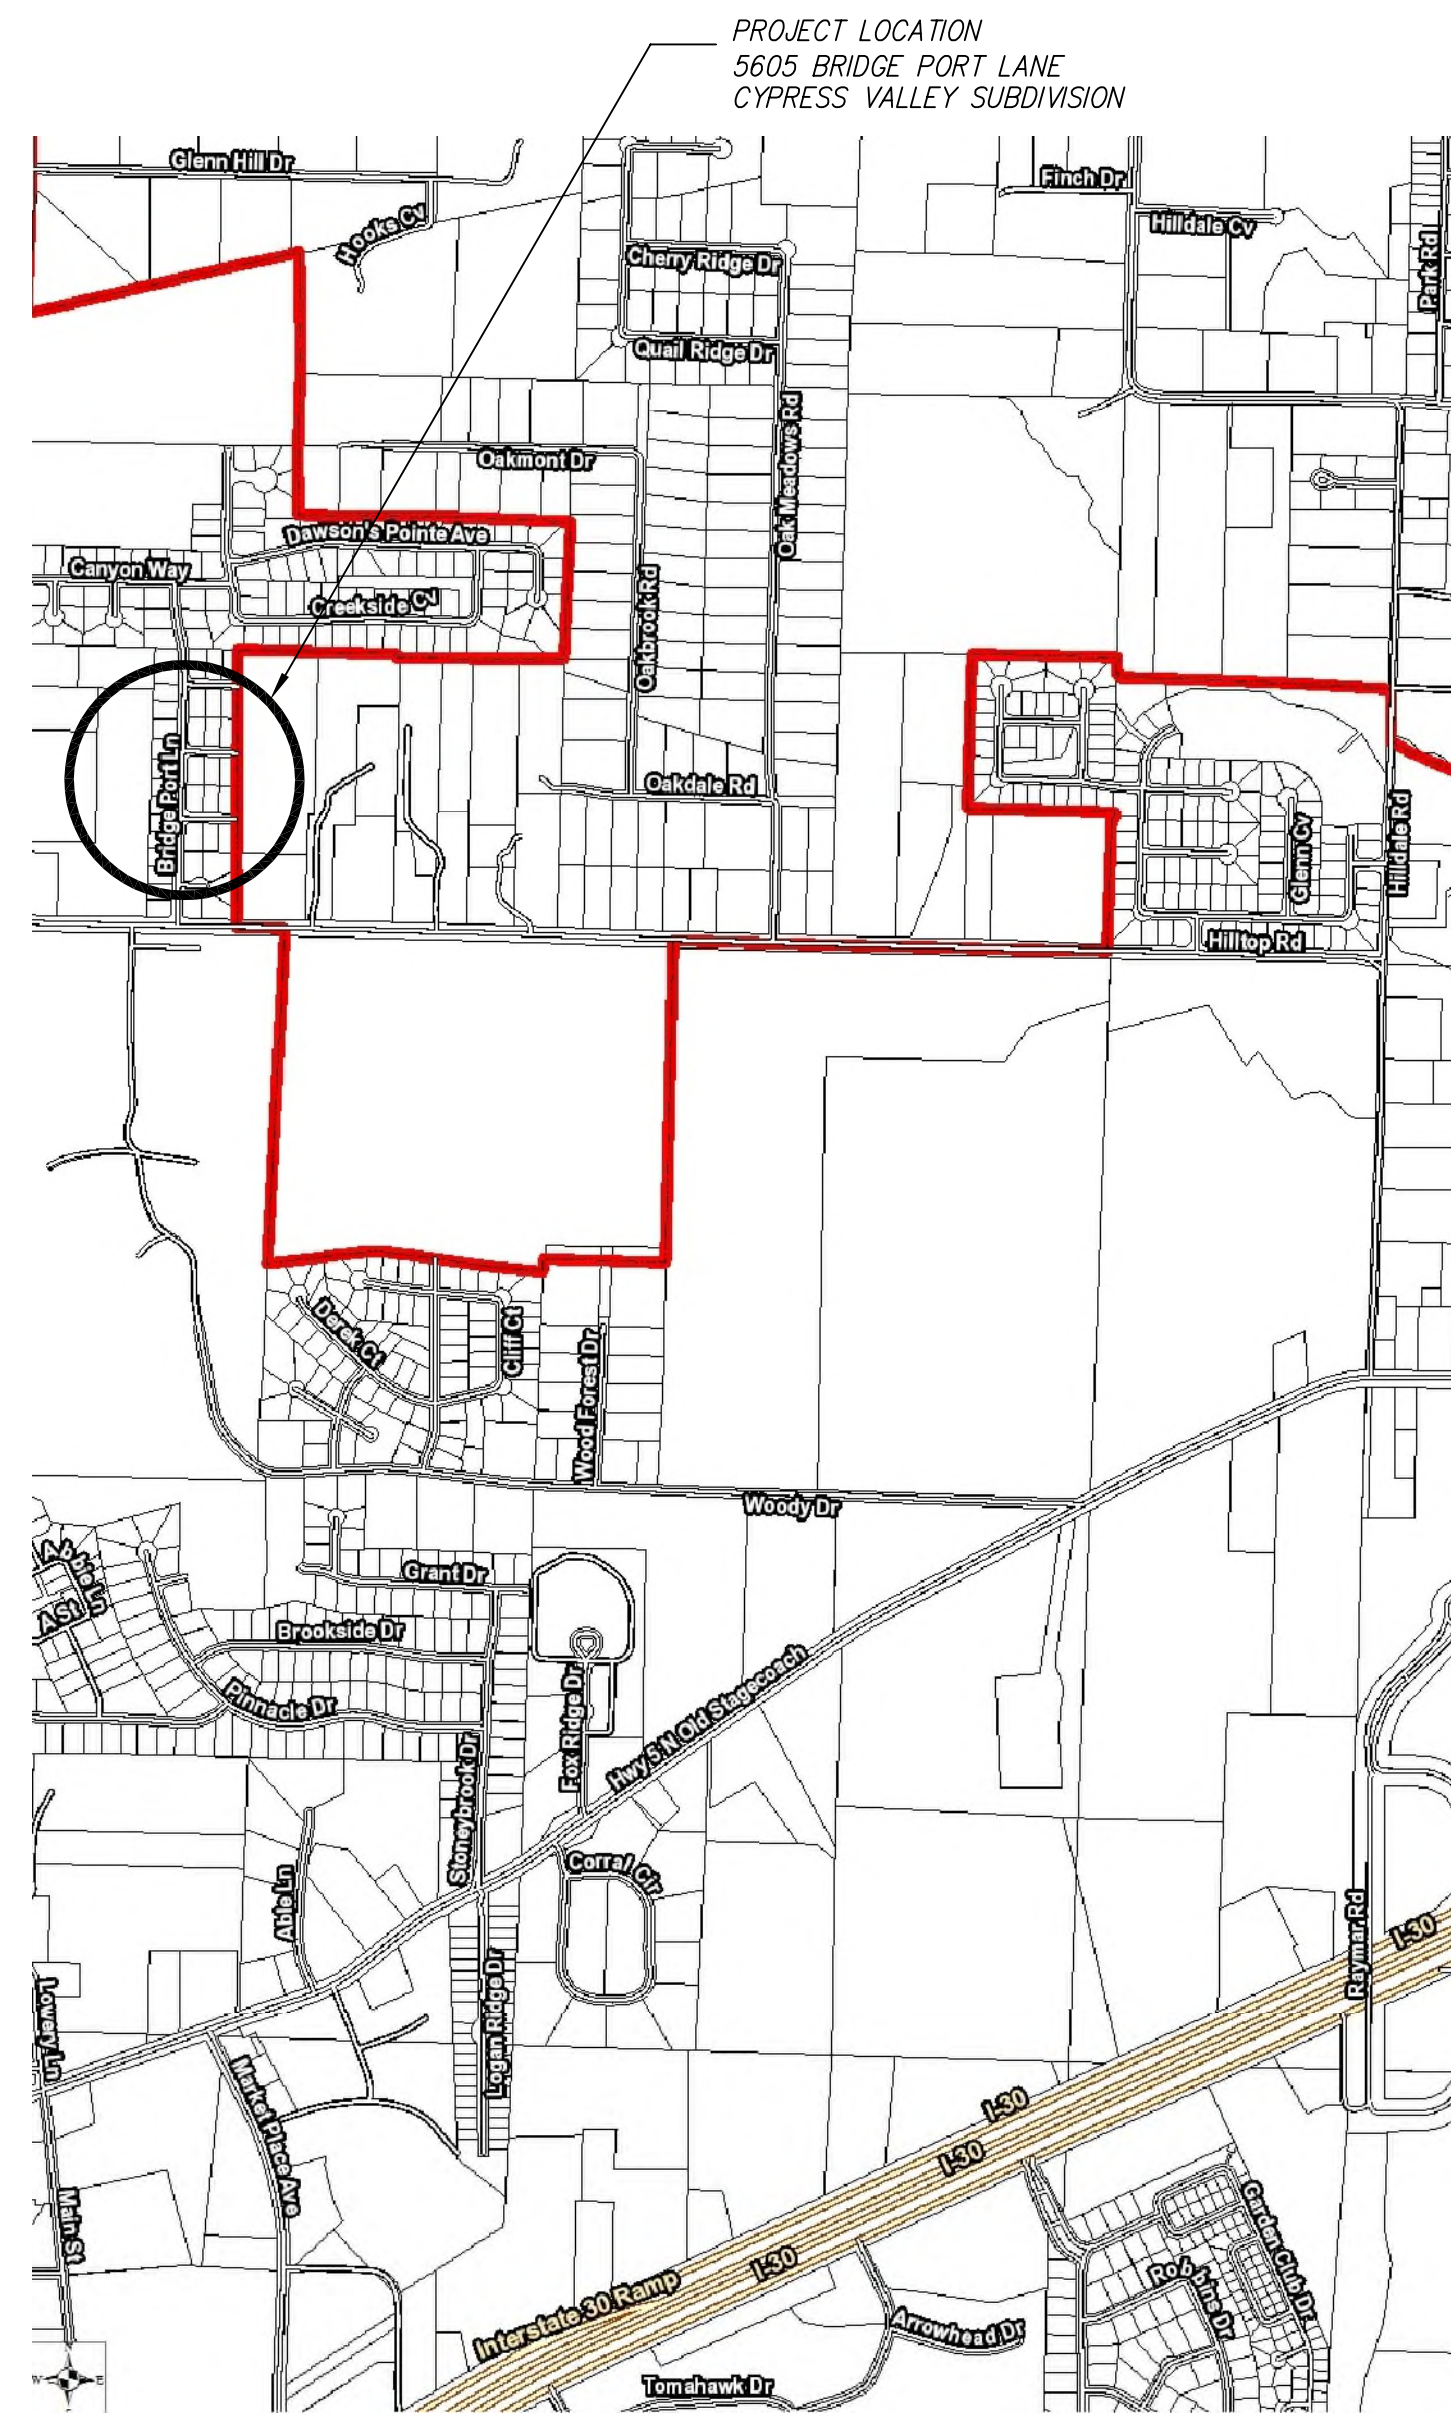 PROJECT LOCATION
5605 BRIDGE PORT LANE
CYPRESS VALLEY SUBDIVISION
Glenn Hill Dr
Hooks Cv
Finch Dr
Hilldale Cv
Park Rd
Cherry Ridge Dr
Quail Ridge Dr
Oak Meadows Rd
Oakmont Dr
Dawson's Pointe Ave
Canyon Way
Creekside Cv
Oakbrook Rd
Bridge Port Ln
Oakdale Rd
Glenn Cv
Hilldale Rd
Hilltop Rd
Derek Ct
Cliff Ct
Wood Forest Dr
Woody Dr
Abbie Ln
A St
Grant Dr
Brookside Dr
Pinnacle Dr
Fox Ridge Dr
Hwy 5 N Old Stagecoach
Stoneybrook Dr
Corral Cir
Able Ln
Raymar Rd
I-30
Logan Ridge Dr
Lowery Ln
Market Place Ave
I-30
I-30
Main St
I-30
Interstate 30 Ramp
Garden Club Dr
Robbins Dr
Arrowhead Dr
Tomahawk Dr
N
W
E